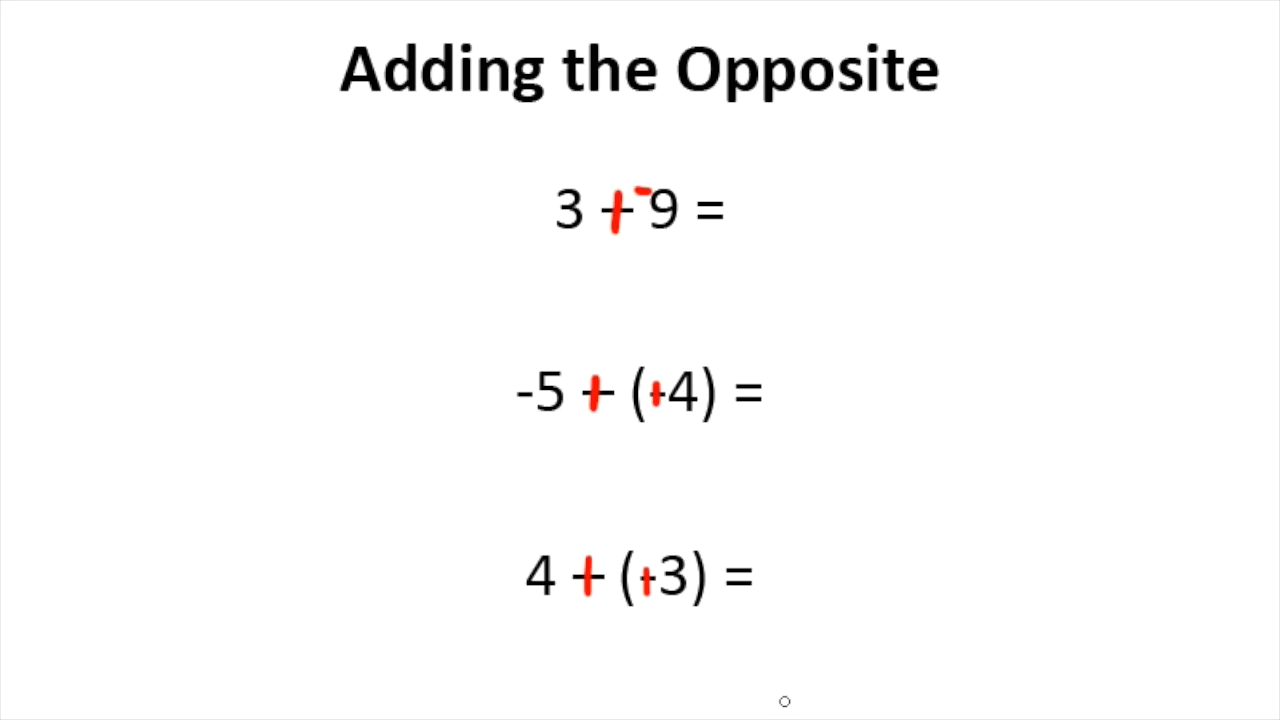 Adding the Opposite
3 + -9 =
-5 + (+4) =
4 + (+3) =